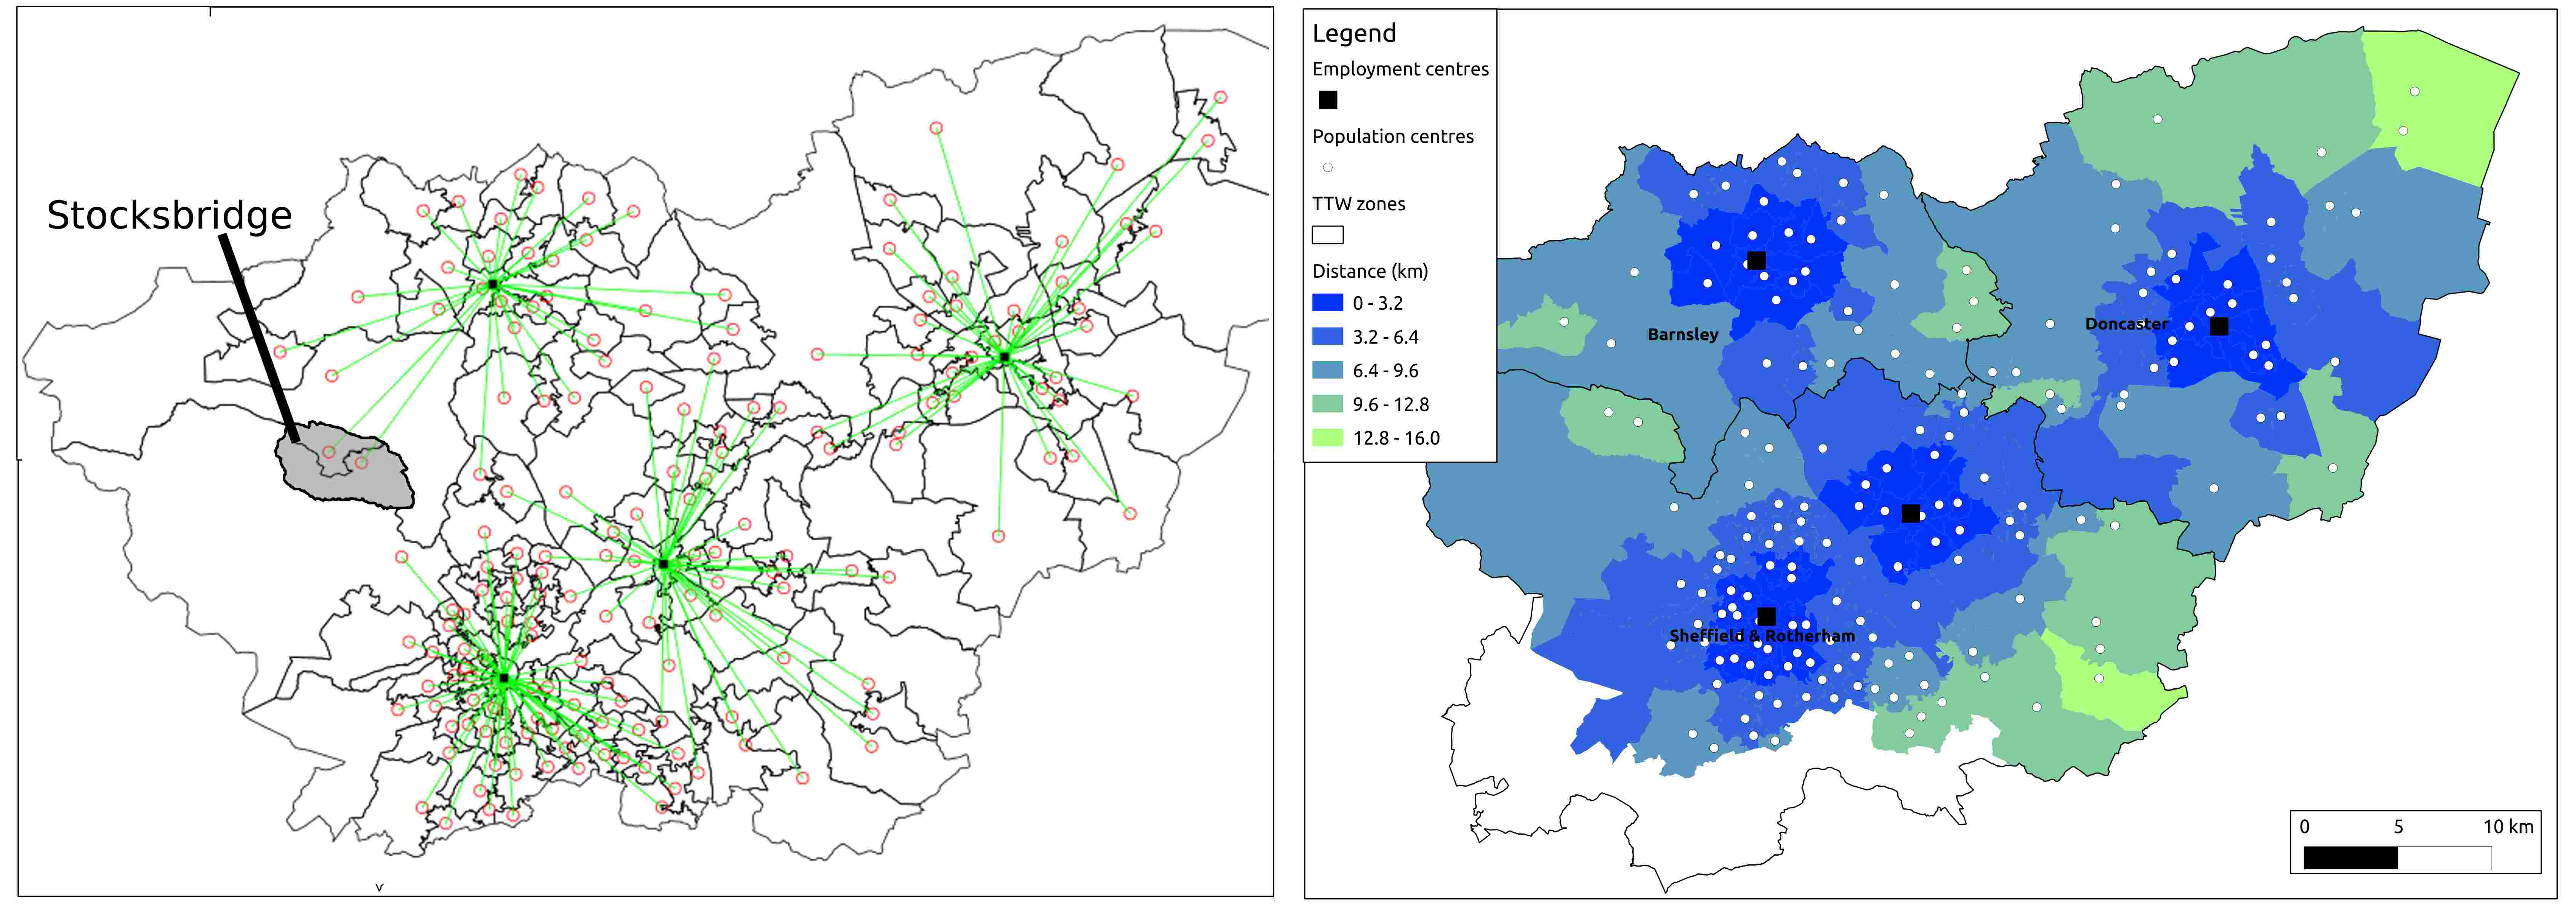 Stocksbridge
v
Legend
Employment centres
Population centres
TTW zones
Distance (km)
0 - 3.2
3.2 - 6.4
6.4 - 9.6
9.6 - 12.8
12.8 - 16.0
Barnsley
Doncaster
Sheffield & Rotherham
0 5 10 km